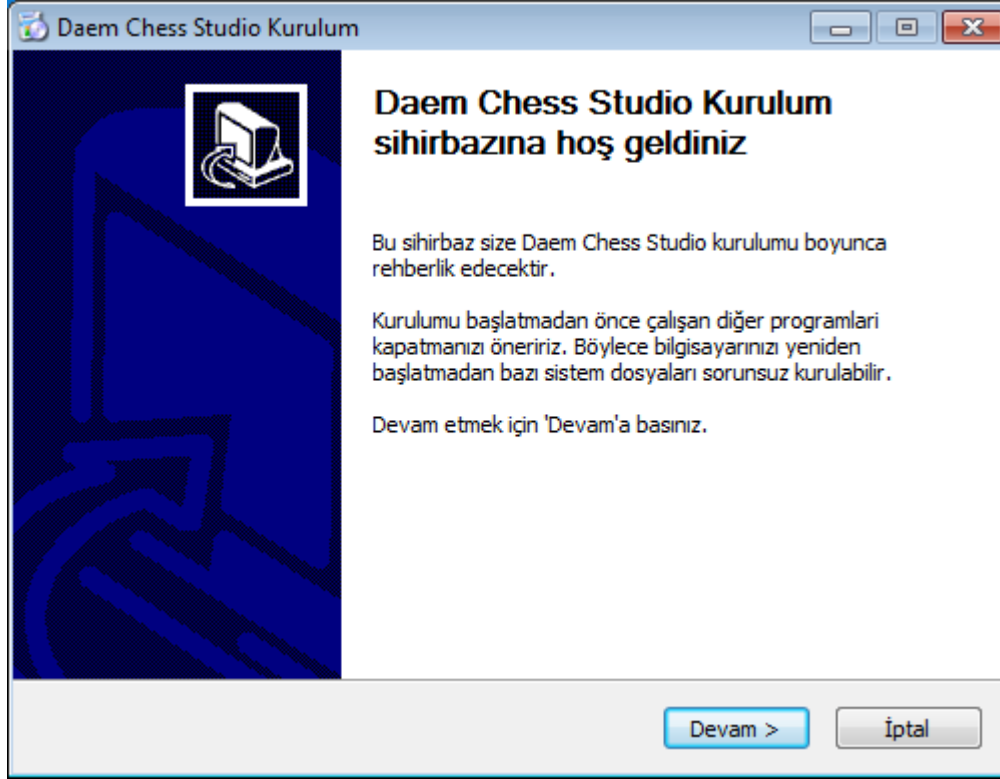 Daem Chess Studio Kurulum
Daem Chess Studio Kurulum
sihirbazına hoş geldiniz
Bu sihirbaz size Daem Chess Studio kurulumu boyunca
rehberlik edecektir.
Kurulumu başlatmadan önce çalışan diğer programlari
kapatmanızı öneririz. Böylece bilgisayarınızı yeniden
başlatmadan bazı sistem dosyaları sorunsuz kurulabilir.
Devam etmek için 'Devam'a basınız.
Devam >
İptal